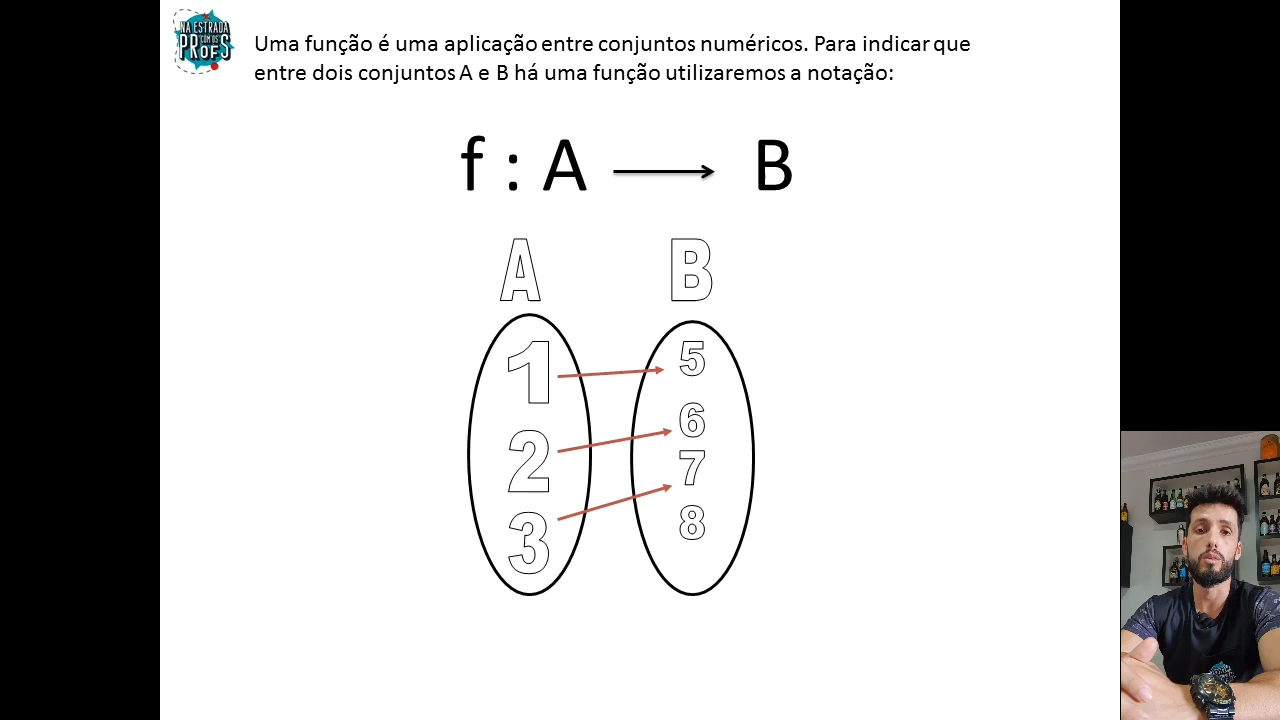 NA ESTRADA
COM OS
PROFS
Uma função é uma aplicação entre conjuntos numéricos. Para indicar que
entre dois conjuntos A e B há uma função utilizaremos a notação:
f : A B
A B
1 5
2 6
7
3 8